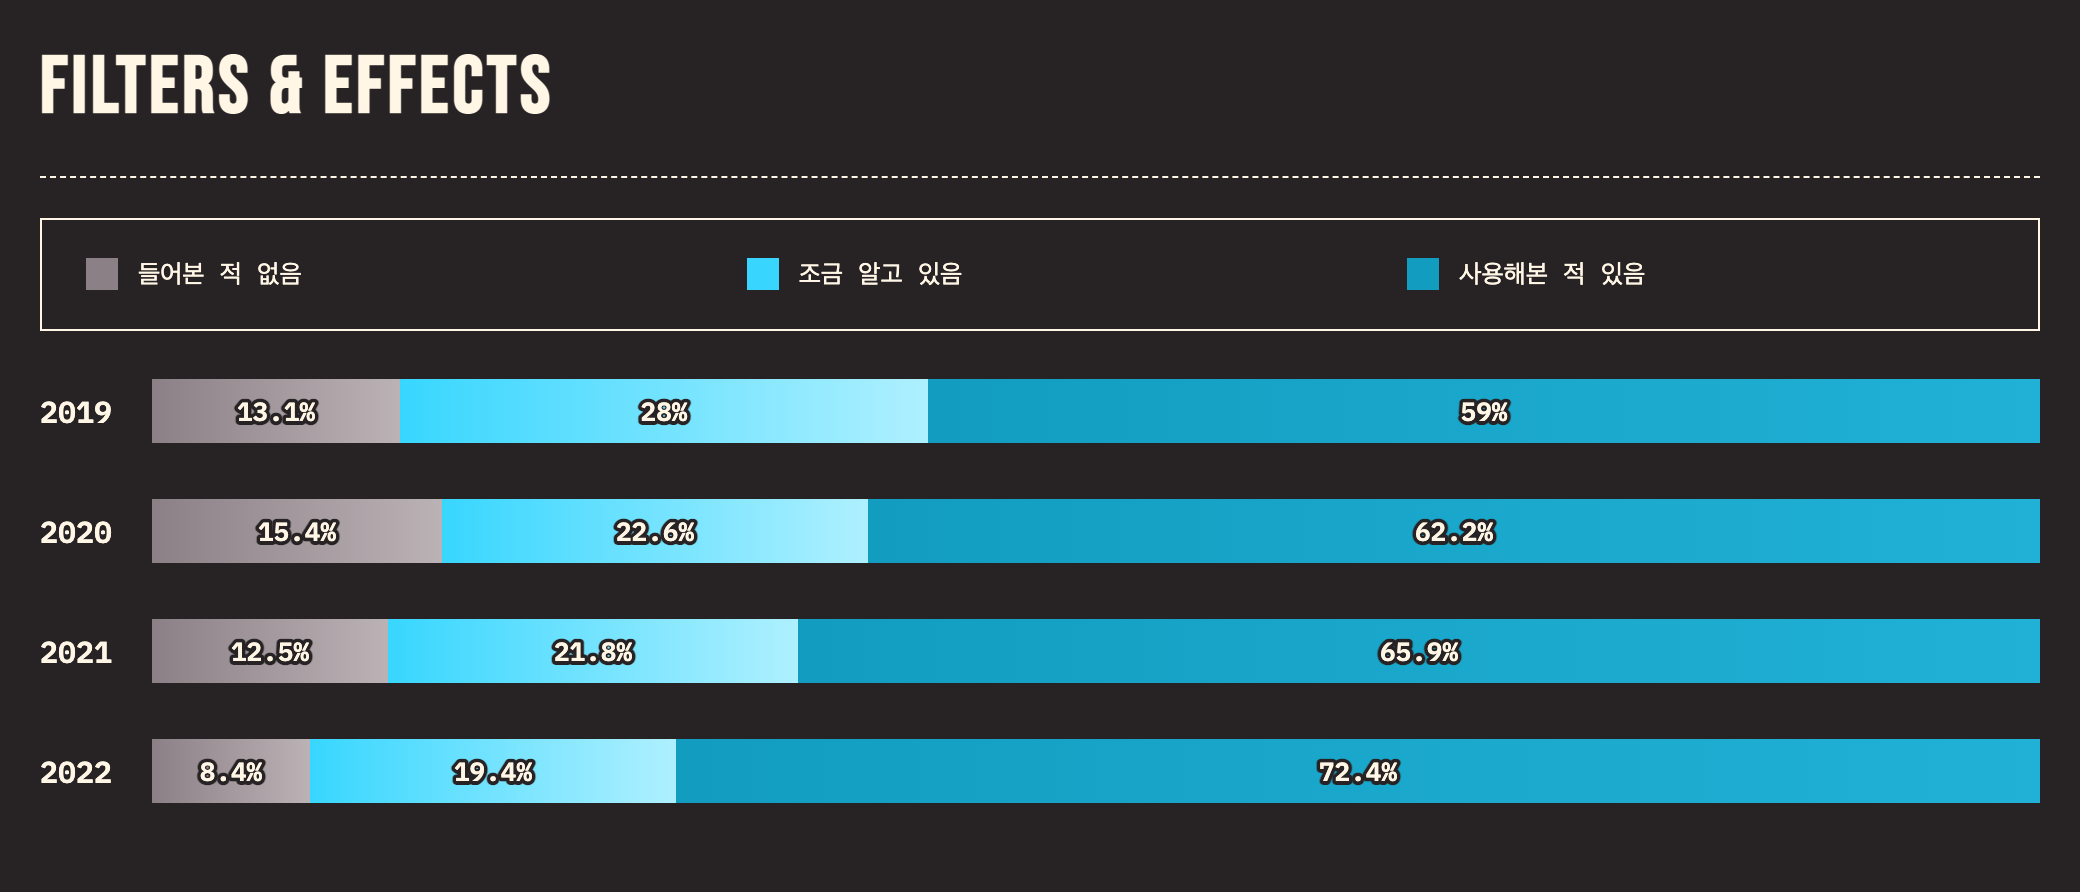 FILTERS & EFFECTS
들어본 적 없음 조금 알고 있음 사용해본 적 있음
2019 13.1% 28% 59%
2020 15.4% 22.6% 62.2%
2021 12.5% 21.8% 65.9%
2022 8.4% 19.4% 72.4%